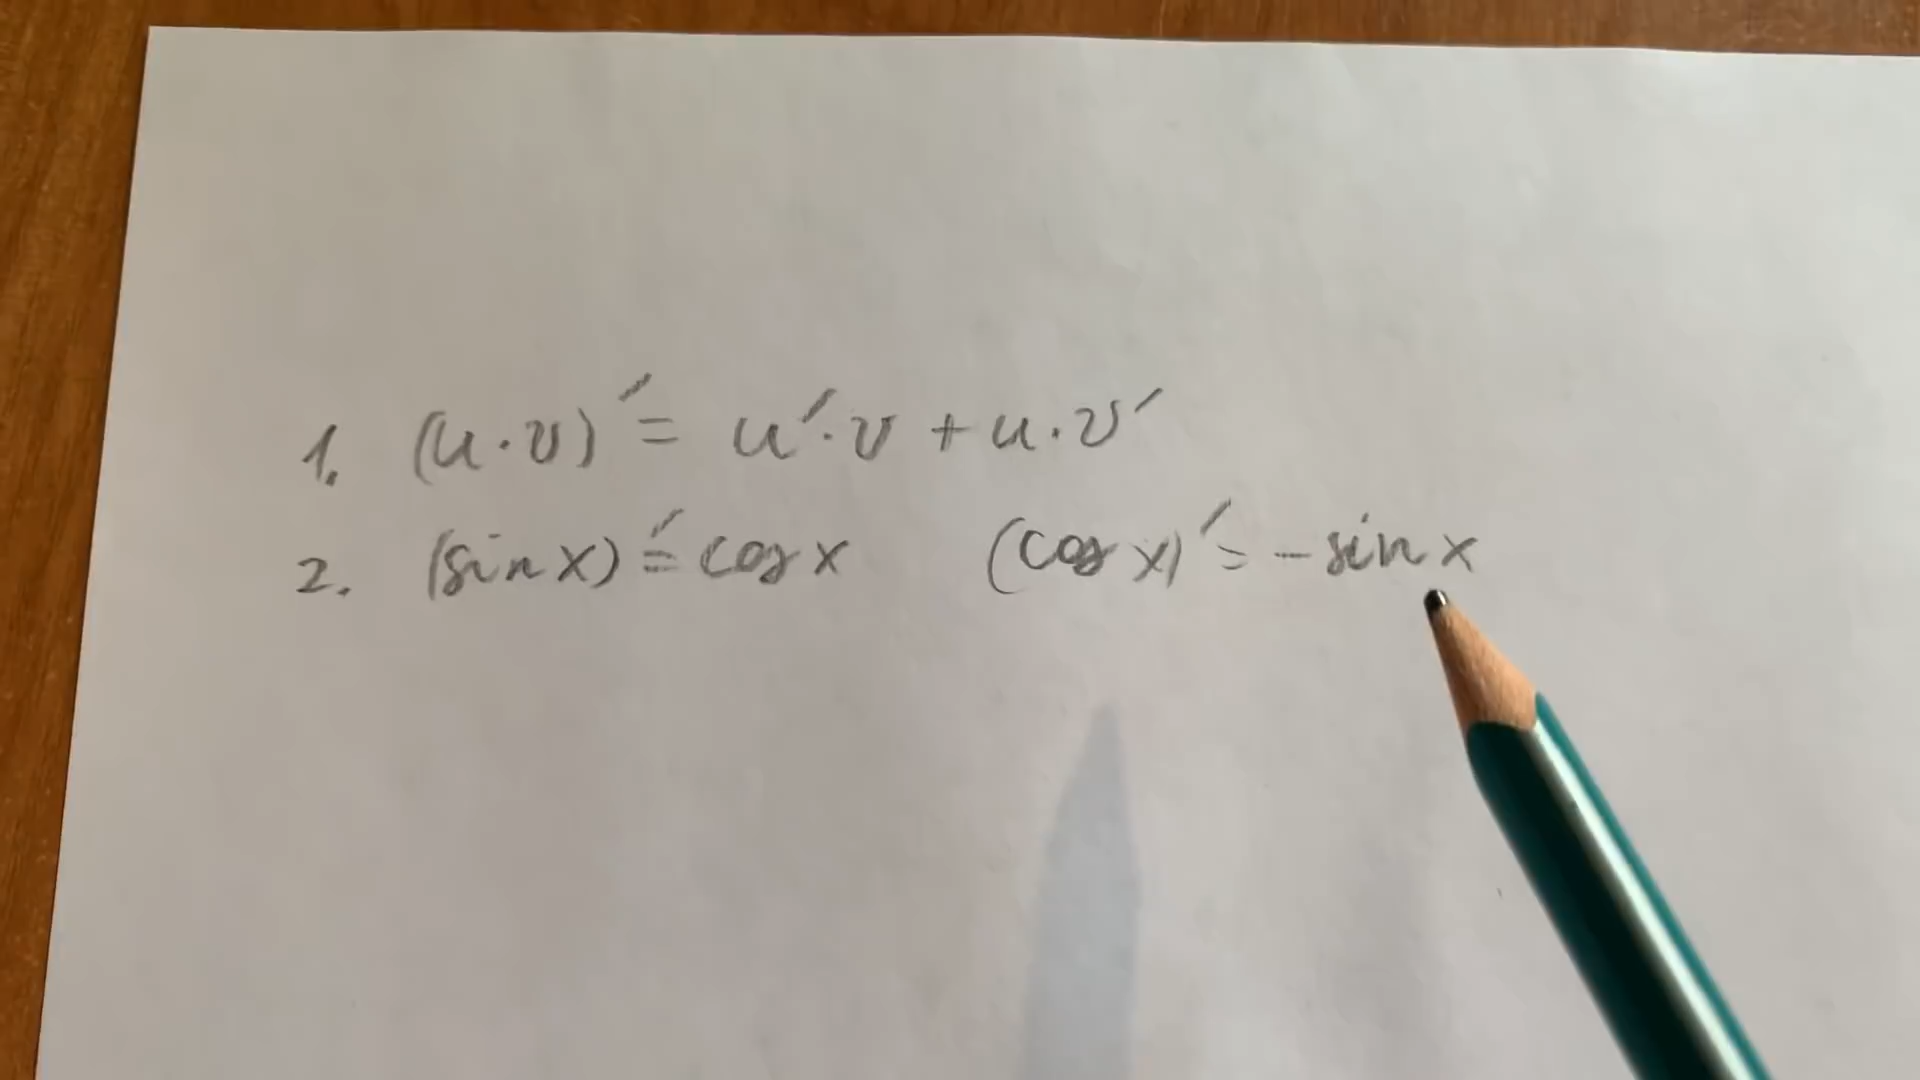 1. (u·v)′ = u′·v + u·v′
2. (sin x)′ = cos x (cos x)′ = -sin x